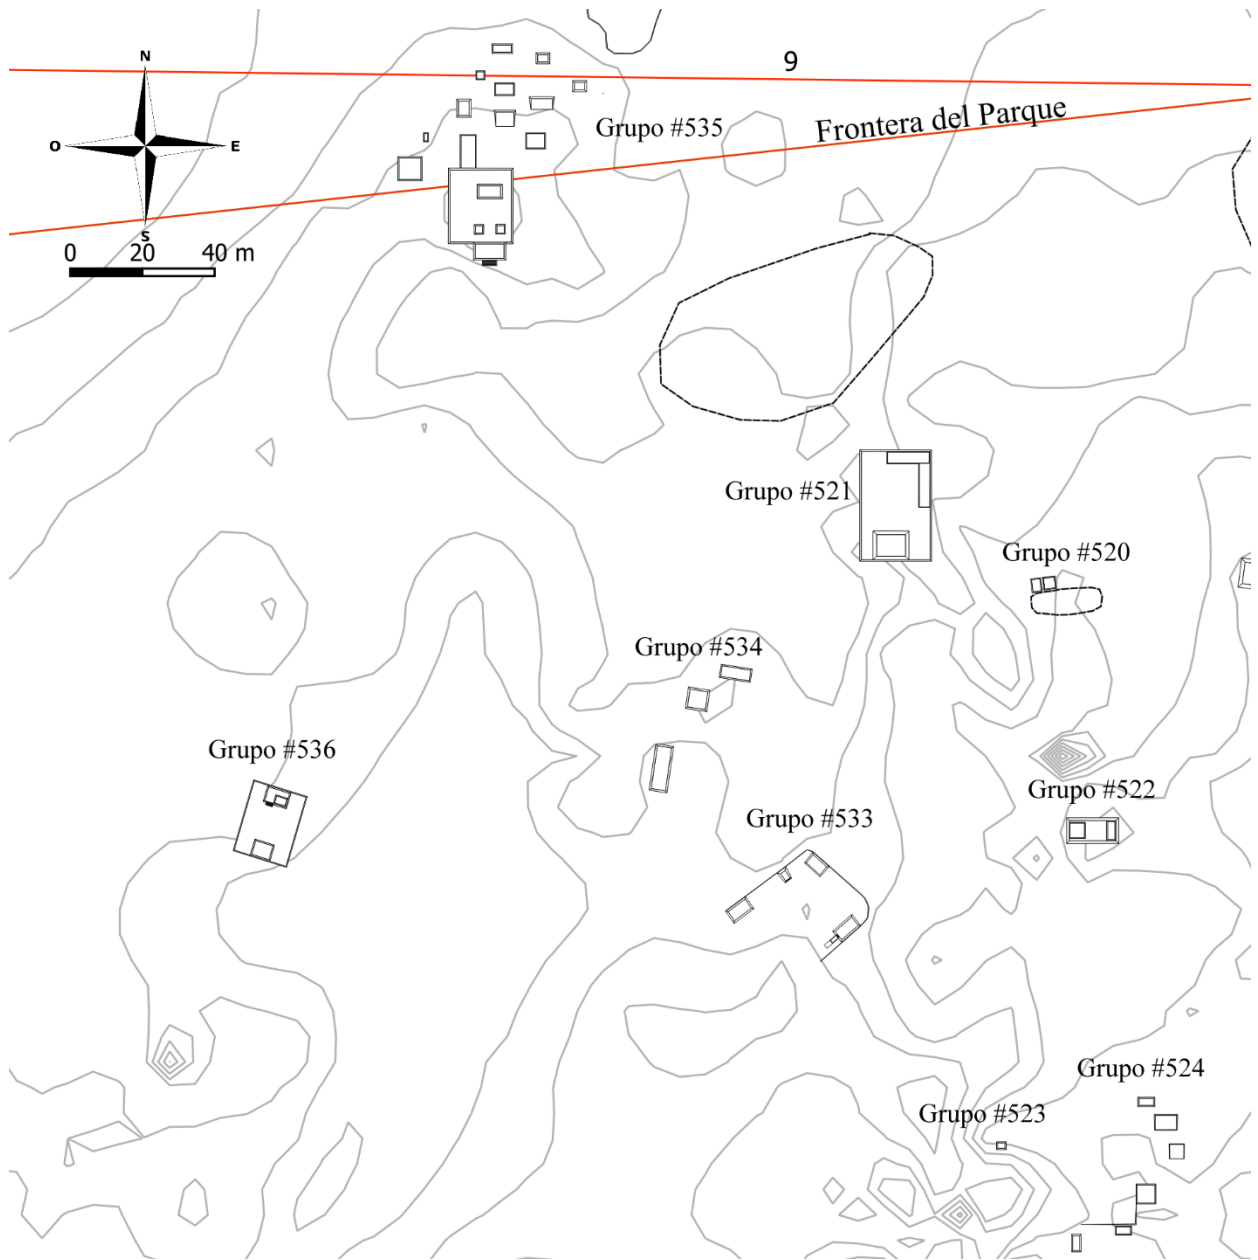 N
9
Frontera del Parque
Grupo #535
O
E
S
0 20 40 m
Grupo #521
Grupo #520
Grupo #534
Grupo #536
Grupo #522
Grupo #533
Grupo #524
Grupo #523